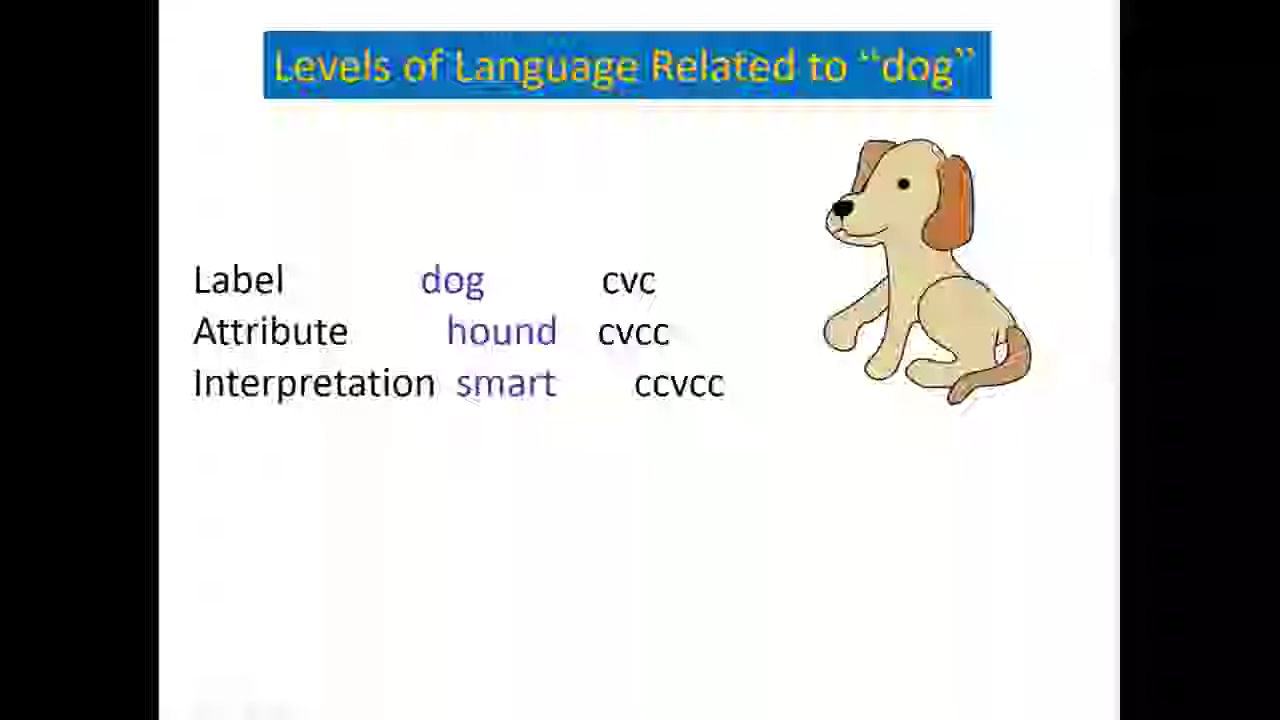 Levels of Language Related to “dog”
Label dog cvc
Attribute hound cvcc
Interpretation smart ccvcc